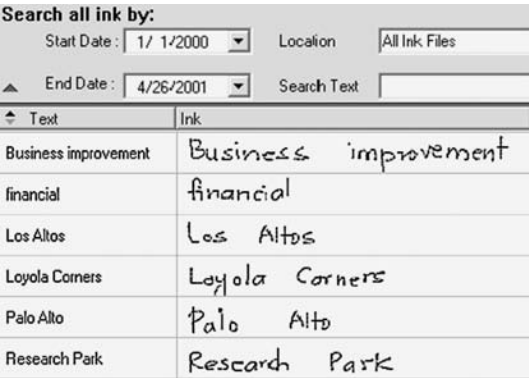 Search all ink by:
Start Date : 1/ 1/2000 Location All Ink Files
End Date : 4/26/2001 Search Text
Text Ink
Business improvement Business improvement
financial financial
Los Altos Los Altos
Loyola Corners Loyola Corners
Palo Alto Palo Alto
Research Park Research Park